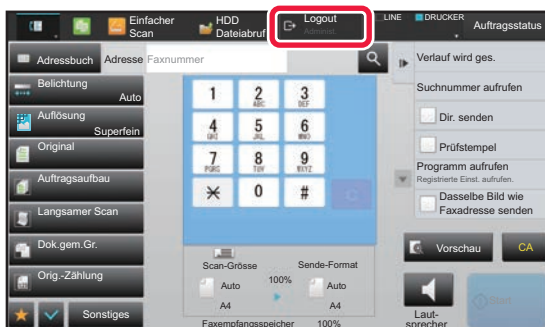 Einfacher
Scan
HDD
Dateiabruf
Logout
Administ.
LINE
DRUCKER
Auftragsstatus
Adressbuch
Adresse
Faxnummer
Verlauf wird ges.
Belichtung
Auto
Suchnummer aufrufen
Auflösung
Superfein
Dir. senden
Original
Prüfstempel
Auftragsaufbau
Programm aufrufen
Registrierte Einst. aufrufen.
Langsamer Scan
Dasselbe Bild wie
Faxadresse senden
Dok.gem.Gr.
Orig.-Zählung
Sonstiges
1
2
ABC
3
DEF
4
GHI
5
JKL
6
MNO
7
PQRS
8
TUV
9
WXYZ
0
#
C
Scan-Grösse
Sende-Format
100%
Auto
Auto
A4
A4
Faxempfangsspeicher
100%
Vorschau
CA
Laut-
sprecher
Start